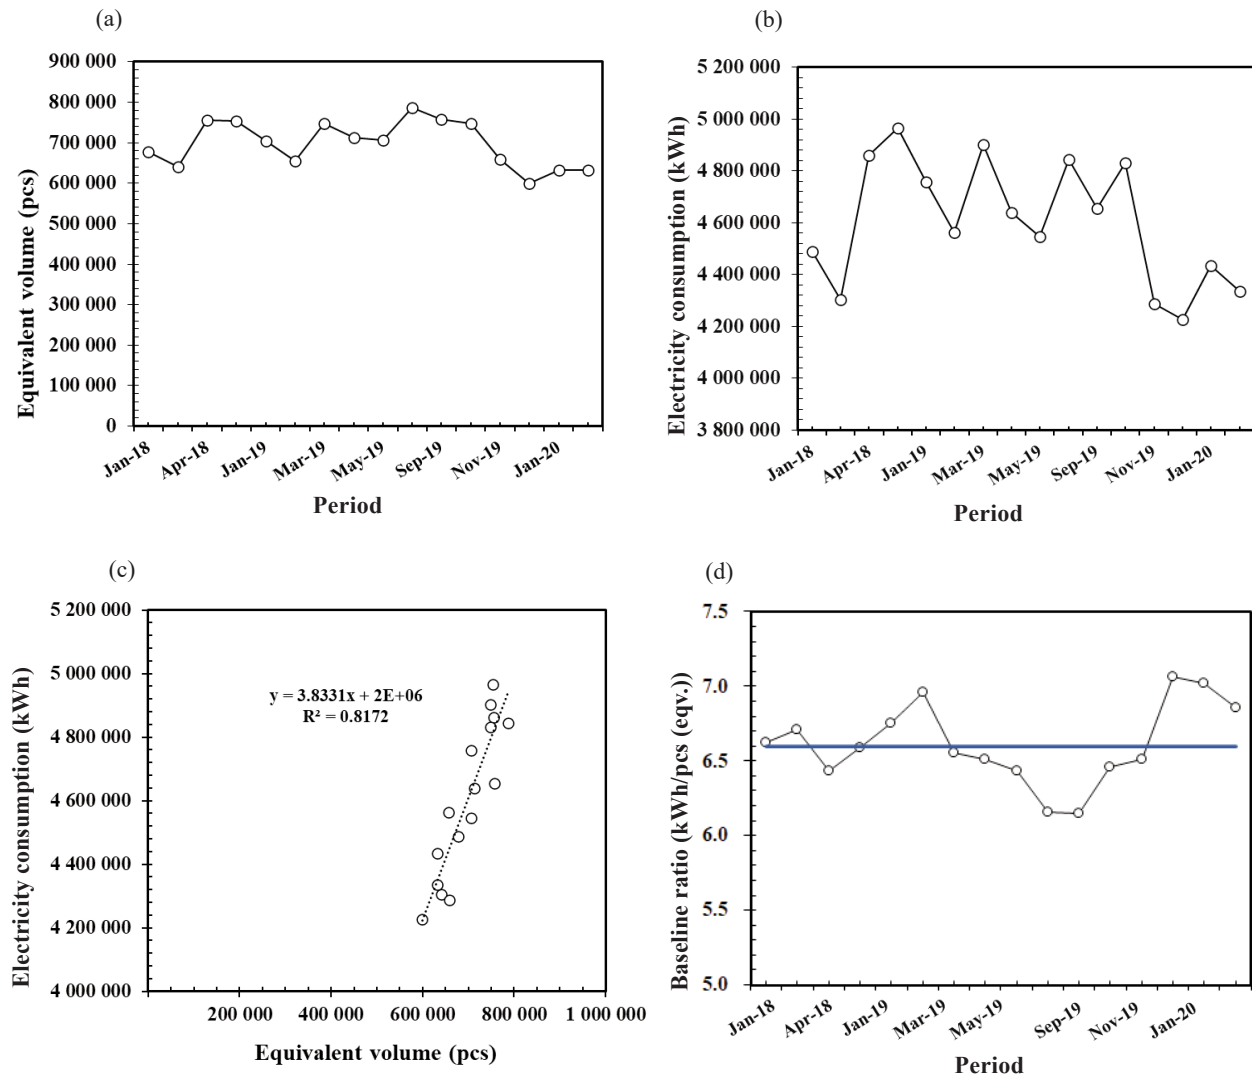 (a)
900 000
800 000
700 000
600 000
500 000
400 000
300 000
200 000
100 000
0
Equivalent volume (pcs)
Jan-18
Apr-18
Jan-19
Mar-19
May-19
Sep-19
Nov-19
Jan-20
Period
(b)
5 200 000
5 000 000
4 800 000
4 600 000
4 400 000
4 200 000
4 000 000
3 800 000
Electricity consumption (kWh)
Jan-18
Apr-18
Jan-19
Mar-19
May-19
Sep-19
Nov-19
Jan-20
Period
(c)
5 200 000
5 000 000
4 800 000
4 600 000
4 400 000
4 200 000
4 000 000
Electricity consumption (kWh)
y = 3.8331x + 2E+06
R² = 0.8172
200 000
400 000
600 000
800 000
1 000 000
Equivalent volume (pcs)
(d)
7.5
7.0
6.5
6.0
5.5
5.0
Baseline ratio (kWh/pcs (eqv.))
Jan-18
Apr-18
Jan-19
Mar-19
May-19
Sep-19
Nov-19
Jan-20
Period